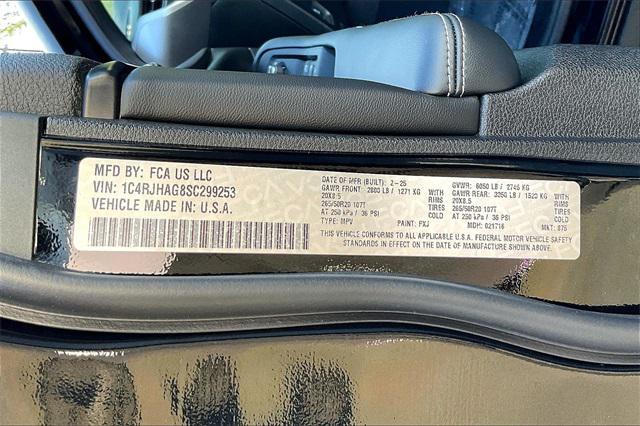 MFD BY: FCA US LLC
VIN: 1C4RJHAG8SC299253
VEHICLE MADE IN: U.S.A.
DATE OF MFR (BUILT): 2-25 GVWR: 6050 LB / 2745 KG
GAWR FRONT: 2800 LB / 1271 KG WITH GAWR REAR: 3350 LB / 1520 KG WITH
20X8.5 RIMS 20X8.5 RIMS
265/50R20 107T TIRES 265/50R20 107T TIRES
AT 250 kPa / 36 PSI COLD AT 250 kPa / 36 PSI COLD
TYPE: MPV PAINT: PXJ MDH: 021716 MKT: 876
THIS VEHICLE CONFORMS TO ALL APPLICABLE U.S.A. FEDERAL MOTOR VEHICLE SAFETY
STANDARDS IN EFFECT ON THE DATE OF MANUFACTURE SHOWN ABOVE.